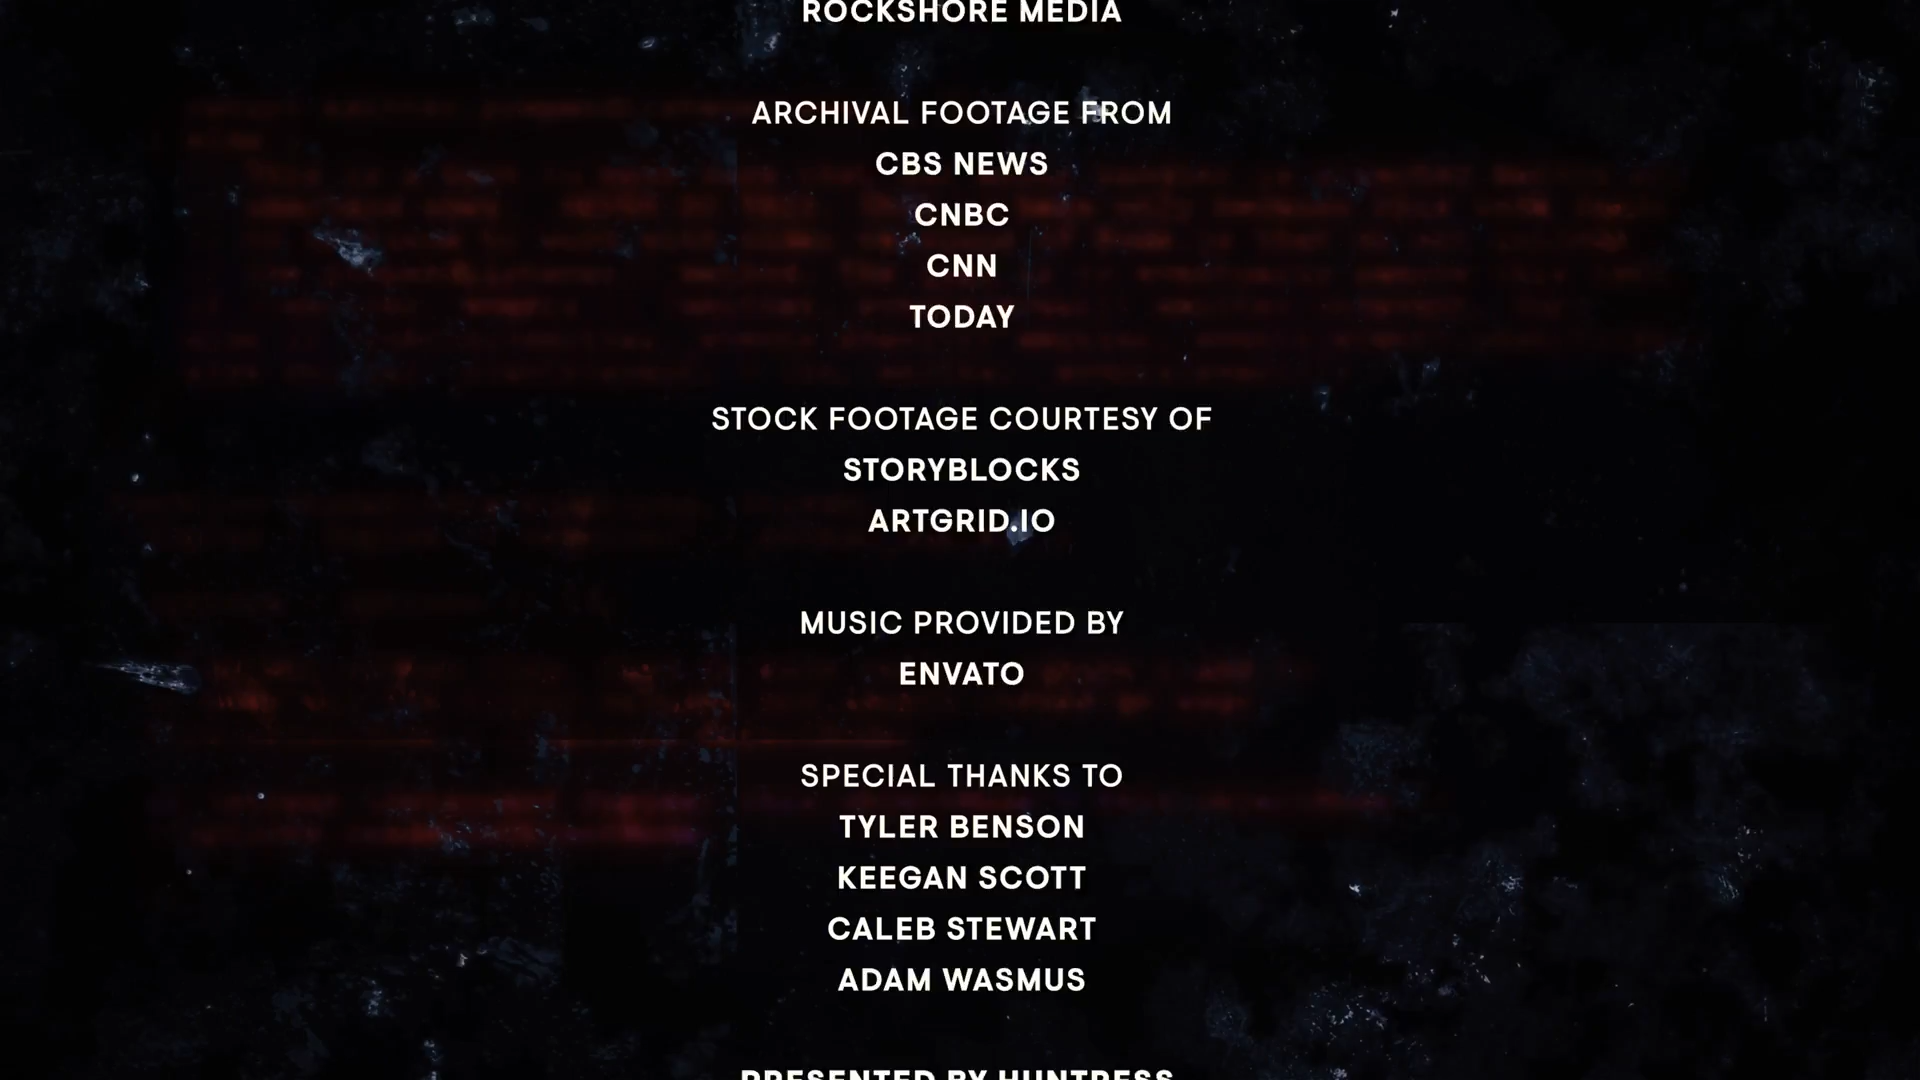 ROCKSHORE MEDIA
ARCHIVAL FOOTAGE FROM
CBS NEWS
CNBC
CNN
TODAY
STOCK FOOTAGE COURTESY OF
STORYBLOCKS
ARTGRID.IO
MUSIC PROVIDED BY
ENVATO
SPECIAL THANKS TO
TYLER BENSON
KEEGAN SCOTT
CALEB STEWART
ADAM WASMUS
PRESENTED BY HUNTRESS